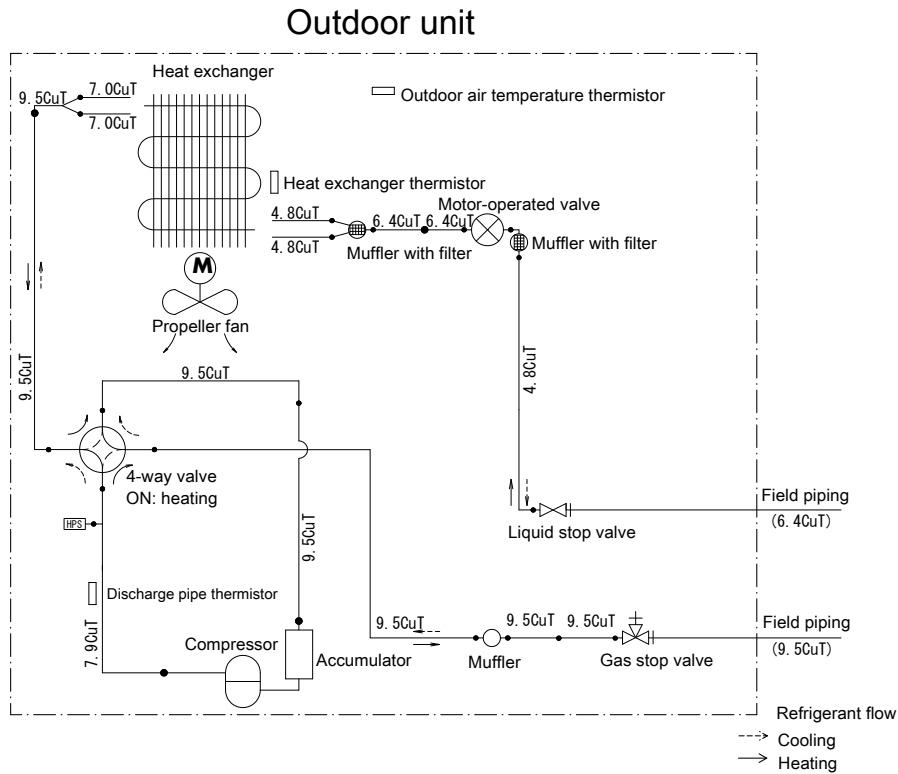 Outdoor unit
Heat exchanger
7.0CuT
9.5CuT
7.0CuT
Outdoor air temperature thermistor
Heat exchanger thermistor
Motor-operated valve
4.8CuT
6.4CuT
6.4CuT
4.8CuT
Muffler with filter
Muffler with filter
M
Propeller fan
9.5CuT
9.5CuT
4.8CuT
4-way valve
ON: heating
Field piping
(6.4CuT)
Liquid stop valve
HPS
9.5CuT
Discharge pipe thermistor
7.9CuT
Compressor
Accumulator
9.5CuT
9.5CuT
9.5CuT
Field piping
(9.5CuT)
Muffler
Gas stop valve
Refrigerant flow
Cooling
Heating